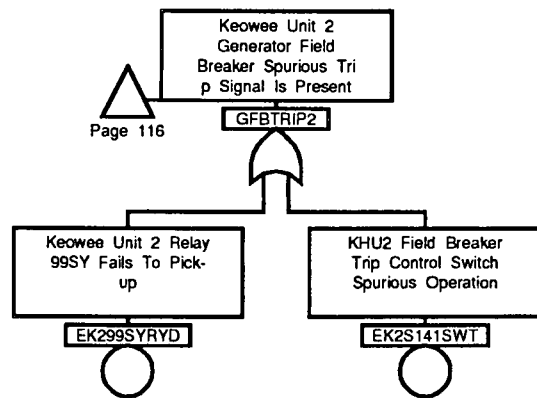 Keowee Unit 2
Generator Field
Breaker Spurious Tri
p Signal Is Present
Page 116
GFBTRIP2
Keowee Unit 2 Relay
99SY Fails To Pick-
up
EK299SYRYD
KHU2 Field Breaker
Trip Control Switch
Spurious Operation
EK2S141SWT